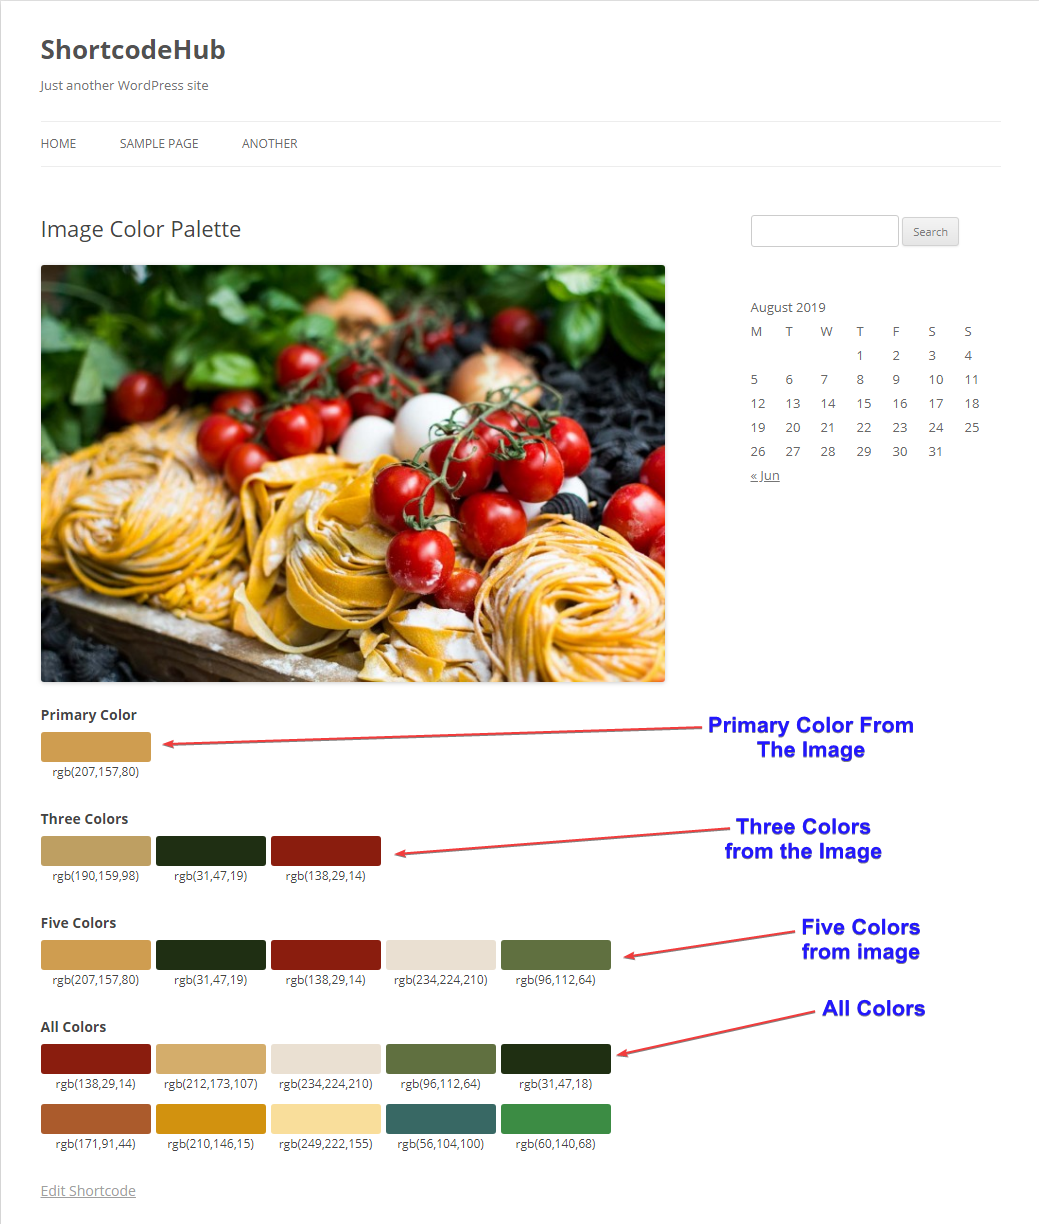 ShortcodeHub
Just another WordPress site
HOME SAMPLE PAGE ANOTHER
Image Color Palette
Search
August 2019
M T W T F S S
1 2 3 4
5 6 7 8 9 10 11
12 13 14 15 16 17 18
19 20 21 22 23 24 25
26 27 28 29 30 31
« Jun
Primary Color
rgb(207,157,80)
Primary Color From
The Image
Three Colors
rgb(190,159,98) rgb(31,47,19) rgb(138,29,14)
Three Colors
from the Image
Five Colors
rgb(207,157,80) rgb(31,47,19) rgb(138,29,14) rgb(234,224,210) rgb(96,112,64)
Five Colors
from image
All Colors
All Colors
rgb(138,29,14) rgb(212,173,107) rgb(234,224,210) rgb(96,112,64) rgb(31,47,18)
rgb(171,91,44) rgb(210,146,15) rgb(249,222,155) rgb(56,104,100) rgb(60,140,68)
Edit Shortcode